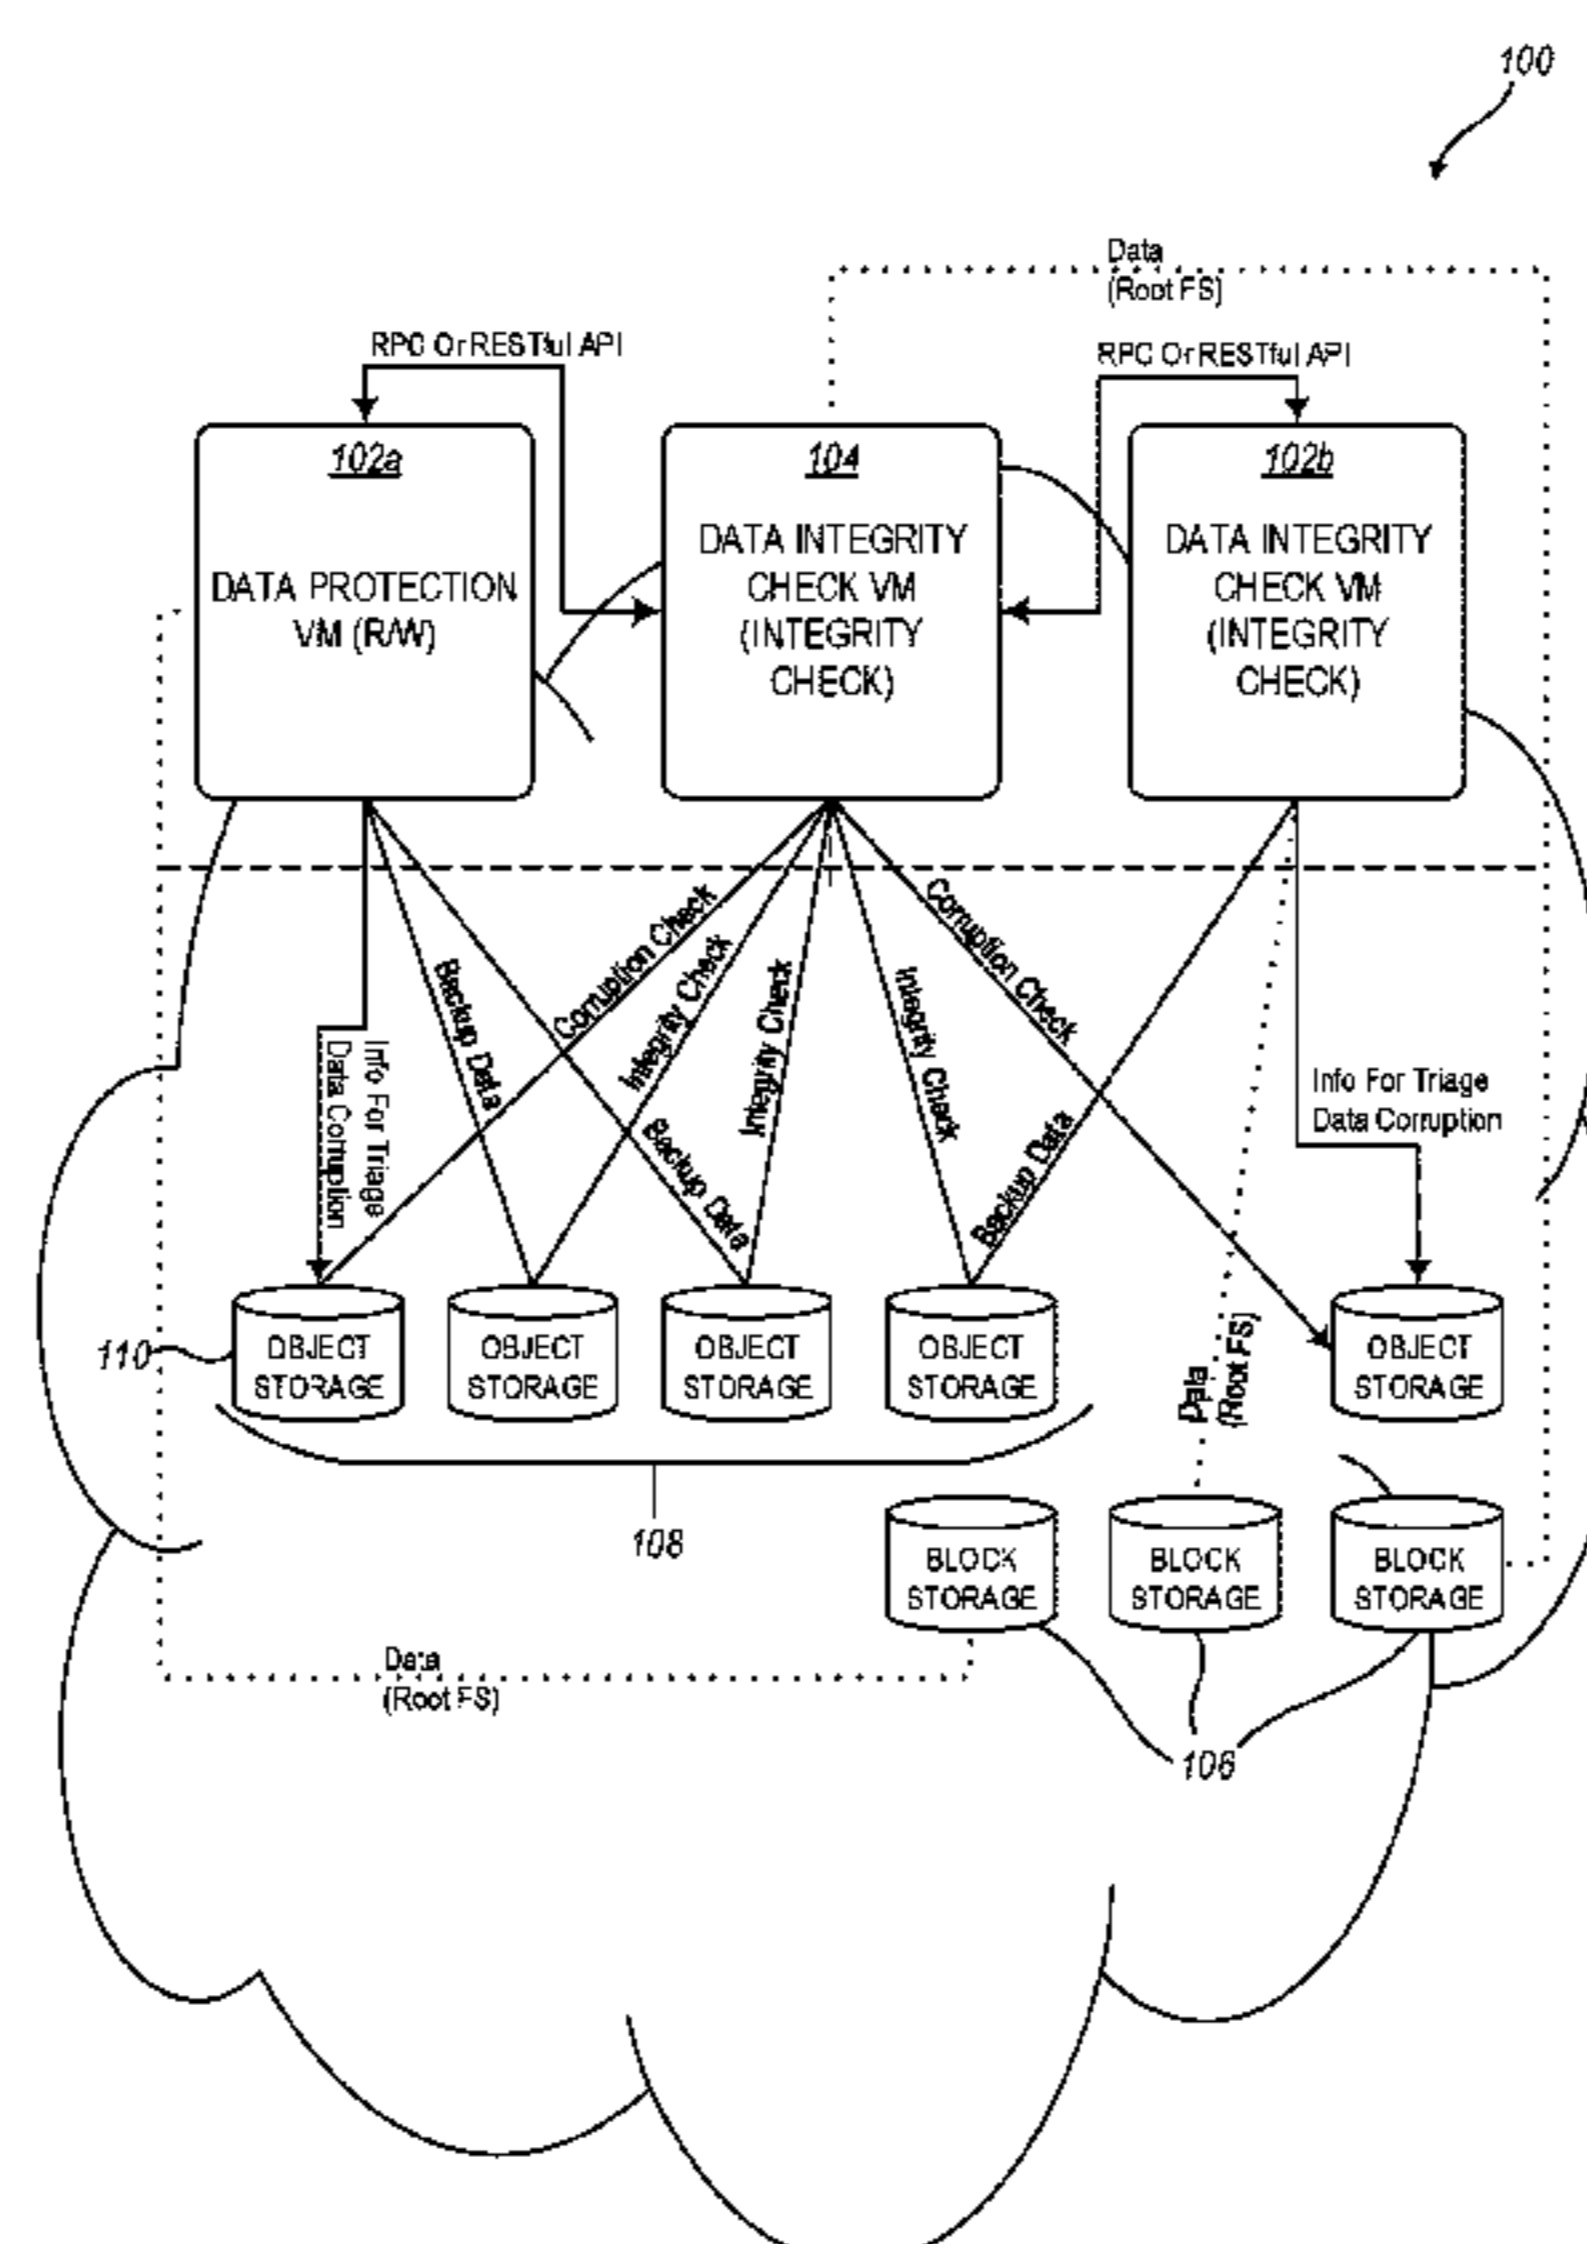 100
Data
(Root FS)
RPC Or RESTful API
RPC Or RESTful API
102a
DATA PROTECTION
VM (R/W)
104
DATA INTEGRITY
CHECK VM
(INTEGRITY
CHECK)
102b
DATA INTEGRITY
CHECK VM
(INTEGRITY
CHECK)
Info For Triage
Data Corruption
Backup Data
Backup Data
Corruption Check
Integrity Check
Integrity Check
Integrity Check
Corruption Check
Backup Data
Info For Triage
Data Corruption
110
OBJECT
STORAGE
OBJECT
STORAGE
OBJECT
STORAGE
OBJECT
STORAGE
Data
(Root FS)
OBJECT
STORAGE
108
BLOCK
STORAGE
BLOCK
STORAGE
BLOCK
STORAGE
Data
(Root FS)
106